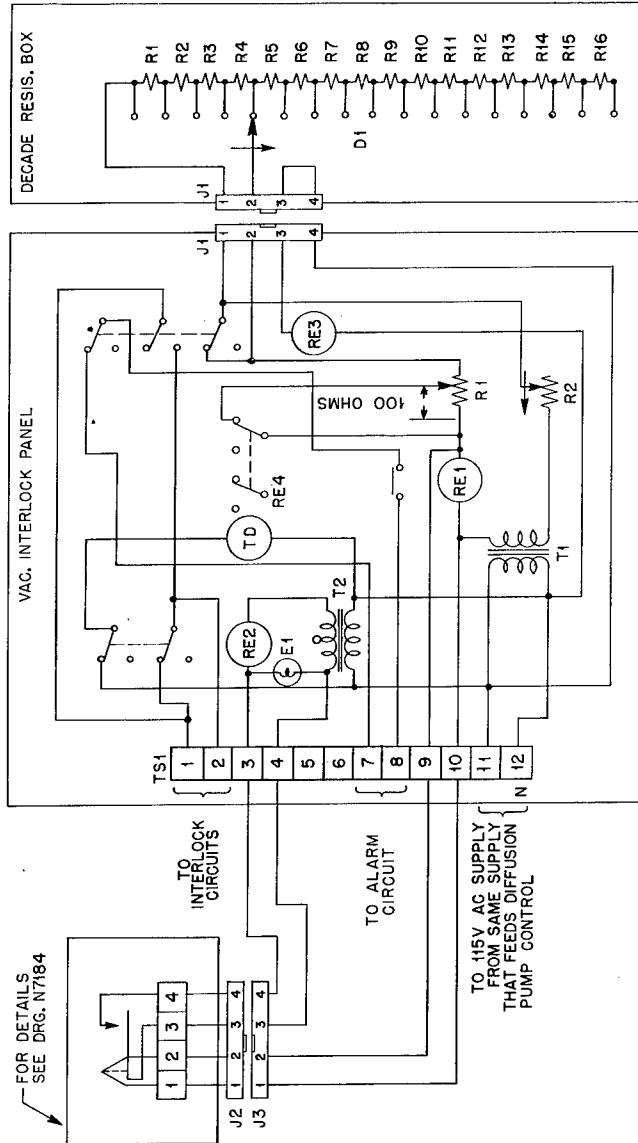 DECADE RESIS. BOX
R1
R2
R3
R4
R5
R6
R7
R8
R9
R10
R11
R12
R13
R14
R15
R16
D1
J1
1
2
3
4
VAC. INTERLOCK PANEL
J1
1
2
3
4
RE3
100 OHMS
R1
R2
RE4
RE1
TD
T1
T2
RE2
E1
TS1
1
2
3
4
5
6
7
8
9
10
11
12
N
TO
INTERLOCK
CIRCUITS
TO ALARM
CIRCUIT
TO 115V AC SUPPLY
FROM SAME SUPPLY
THAT FEEDS DIFFUSION
PUMP CONTROL
FOR DETAILS
SEE DRG. N7184
1
2
3
4
J2
1
2
3
4
J3
1
2
3
4